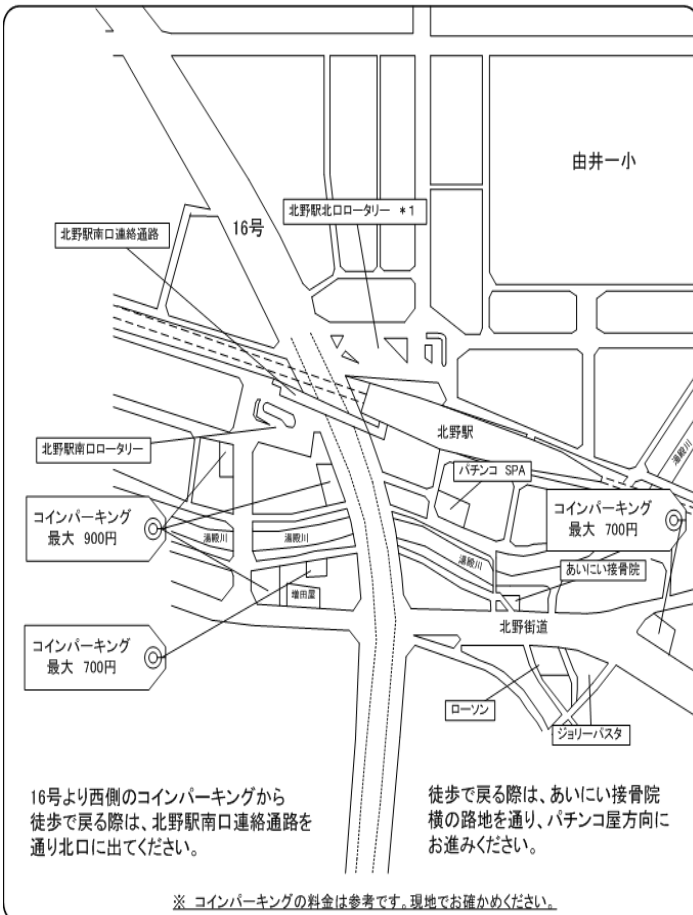 由井一小
北野駅北口ロータリー *1
16号
北野駅南口連絡通路
北野駅
北野駅南口ロータリー
パチンコ SPA
湯殿川
コインパーキング
最大 900円
コインパーキング
最大 700円
湯殿川
湯殿川
湯殿川
あいにい接骨院
増田屋
北野街道
コインパーキング
最大 700円
ローソン
ジョリーパスタ
16号より西側のコインパーキングから
徒歩で戻る際は、北野駅南口連絡通路を
通り北口に出てください。
徒歩で戻る際は、あいにい接骨院
横の路地を通り、パチンコ屋方向に
お進みください。
※ コインパーキングの料金は参考です。現地でお確かめください。